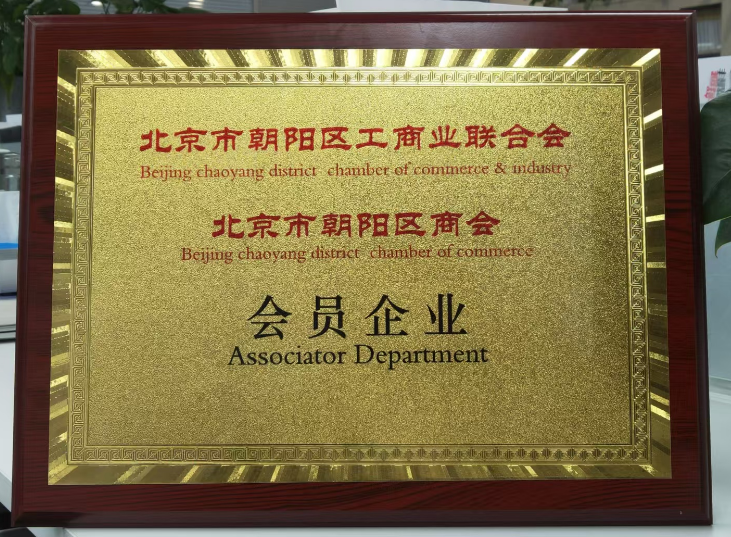 北京市朝阳区工商业联合会
Beijing chaoyang district chamber of commerce & industry
北京市朝阳区商会
Beijing chaoyang district chamber of commerce
会员企业
Associator Department